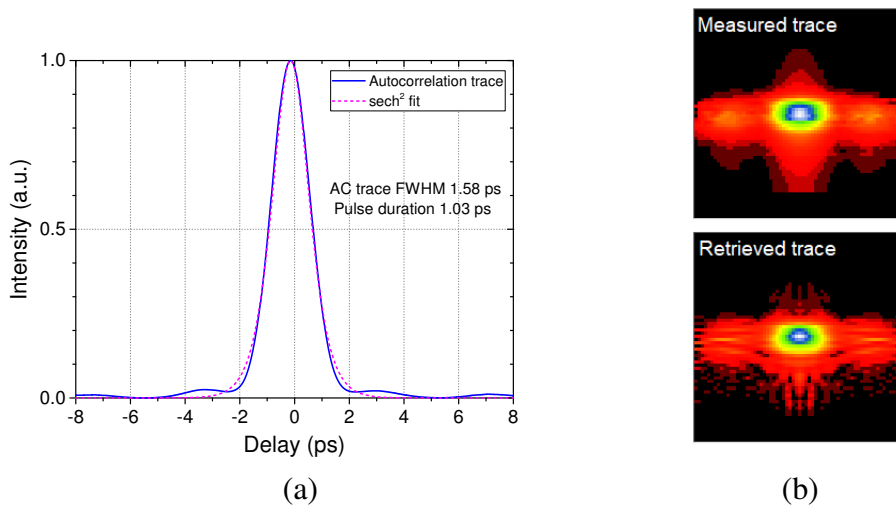 1.0
0.5
0.0
Intensity (a.u.)
Autocorrelation trace
sech² fit
AC trace FWHM 1.58 ps
Pulse duration 1.03 ps
-8 -6 -4 -2 0 2 4 6 8
Delay (ps)
(a)
Measured trace
Retrieved trace
(b)